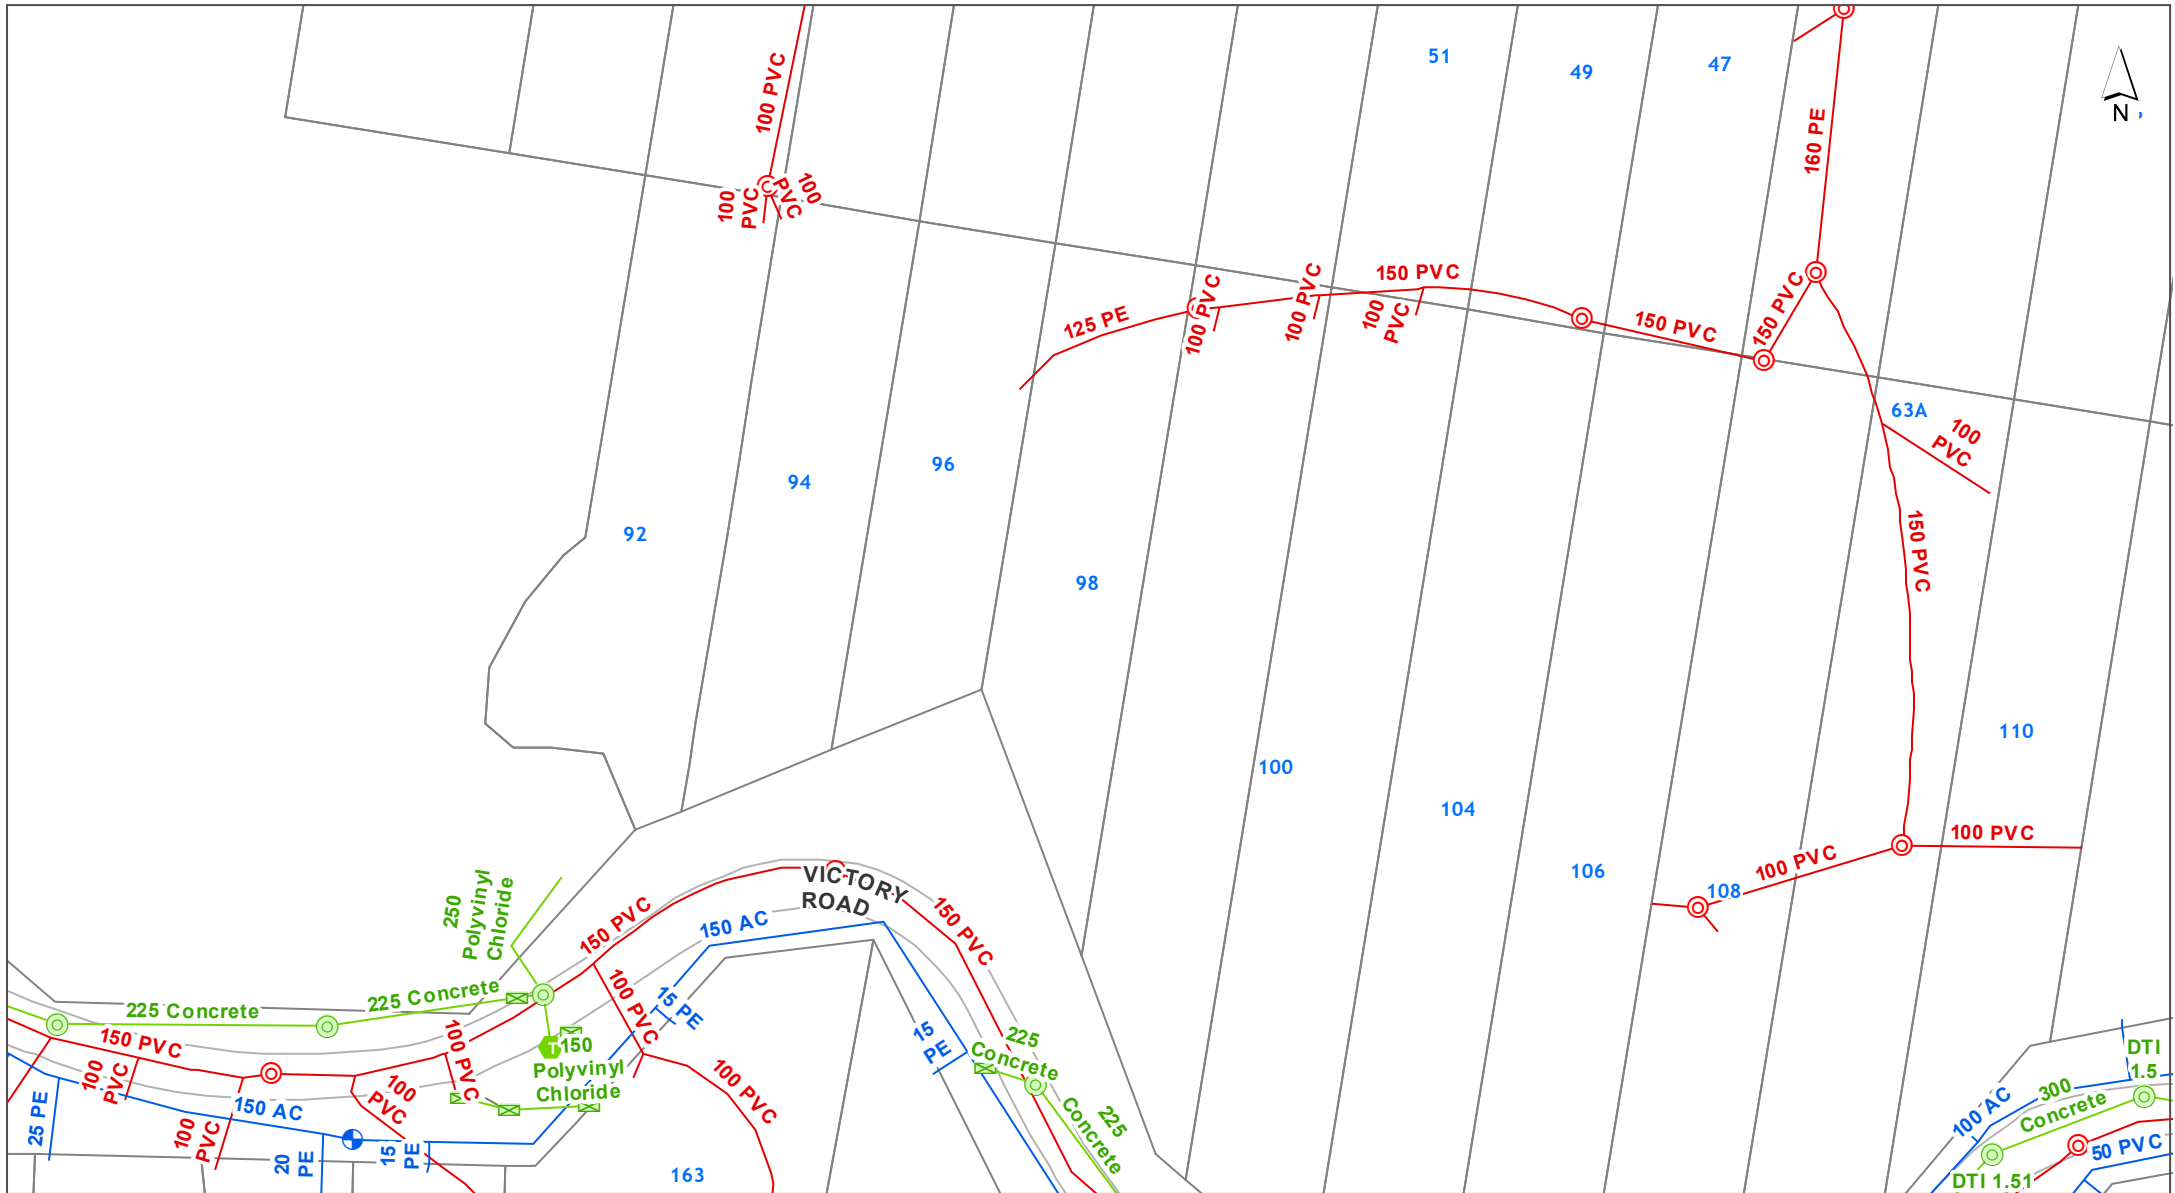 51
49
47
N
100 PVC
160 PE
100
PVC
100
PVC
150 PVC
125 PE
100 PVC
100 PVC
100
PVC
150 PVC
150 PVC
63A
100
PVC
96
94
92
98
150 PVC
110
100
104
106
108
100 PVC
100 PVC
VICTORY
ROAD
250
Polyvinyl
Chloride
150 PVC
150 AC
150 PVC
225 Concrete
225 Concrete
100 PVC
15 PE
150 PVC
100 PVC
T
150
Polyvinyl
Chloride
15
PE
225
Concrete
225
Concrete
100
PVC
100
PVC
100 PVC
25 PE
150 AC
100
PVC
20
PE
15
PE
163
DTI
1.5
300
Concrete
100 AC
50 PVC
DTI 1.51